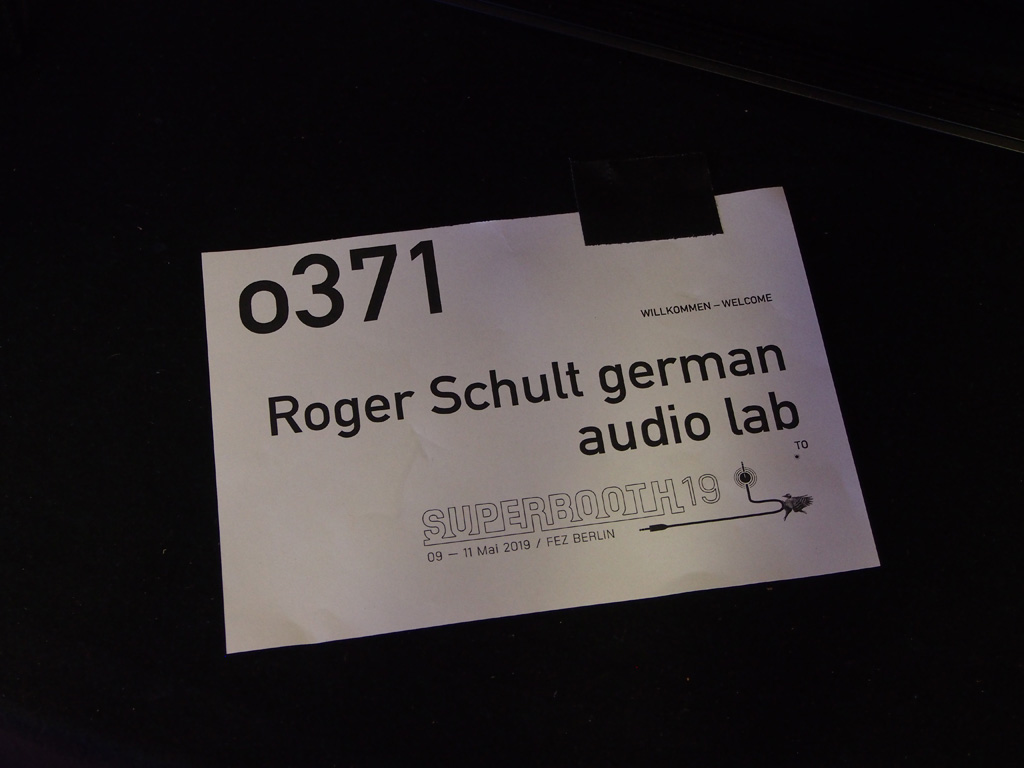 o371
WILLKOMMEN – WELCOME
Roger Schult german
audio lab
TO
SUPERBOOTH19
09 – 11 Mai 2019 / FEZ BERLIN